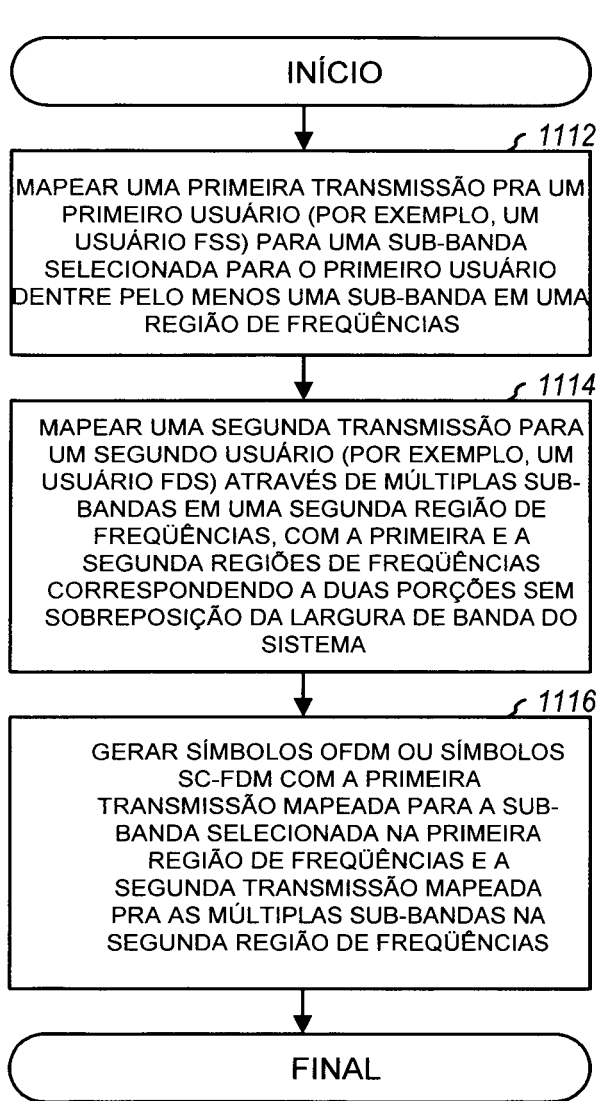 INÍCIO
1112
MAPEAR UMA PRIMEIRA TRANSMISSÃO PRA UM
PRIMEIRO USUÁRIO (POR EXEMPLO, UM
USUÁRIO FSS) PARA UMA SUB-BANDA
SELECIONADA PARA O PRIMEIRO USUÁRIO
DENTRE PELO MENOS UMA SUB-BANDA EM UMA
REGIÃO DE FREQÜÊNCIAS
1114
MAPEAR UMA SEGUNDA TRANSMISSÃO PARA
UM SEGUNDO USUÁRIO (POR EXEMPLO, UM
USUÁRIO FDS) ATRAVÉS DE MÚLTIPLAS SUB-
BANDAS EM UMA SEGUNDA REGIÃO DE
FREQÜÊNCIAS, COM A PRIMEIRA E A
SEGUNDA REGIÕES DE FREQÜÊNCIAS
CORRESPONDENDO A DUAS PORÇÕES SEM
SOBREPOSIÇÃO DA LARGURA DE BANDA DO
SISTEMA
1116
GERAR SÍMBOLOS OFDM OU SÍMBOLOS
SC-FDM COM A PRIMEIRA
TRANSMISSÃO MAPEADA PARA A SUB-
BANDA SELECIONADA NA PRIMEIRA
REGIÃO DE FREQÜÊNCIAS E A
SEGUNDA TRANSMISSÃO MAPEADA
PRA AS MÚLTIPLAS SUB-BANDAS NA
SEGUNDA REGIÃO DE FREQÜÊNCIAS
FINAL